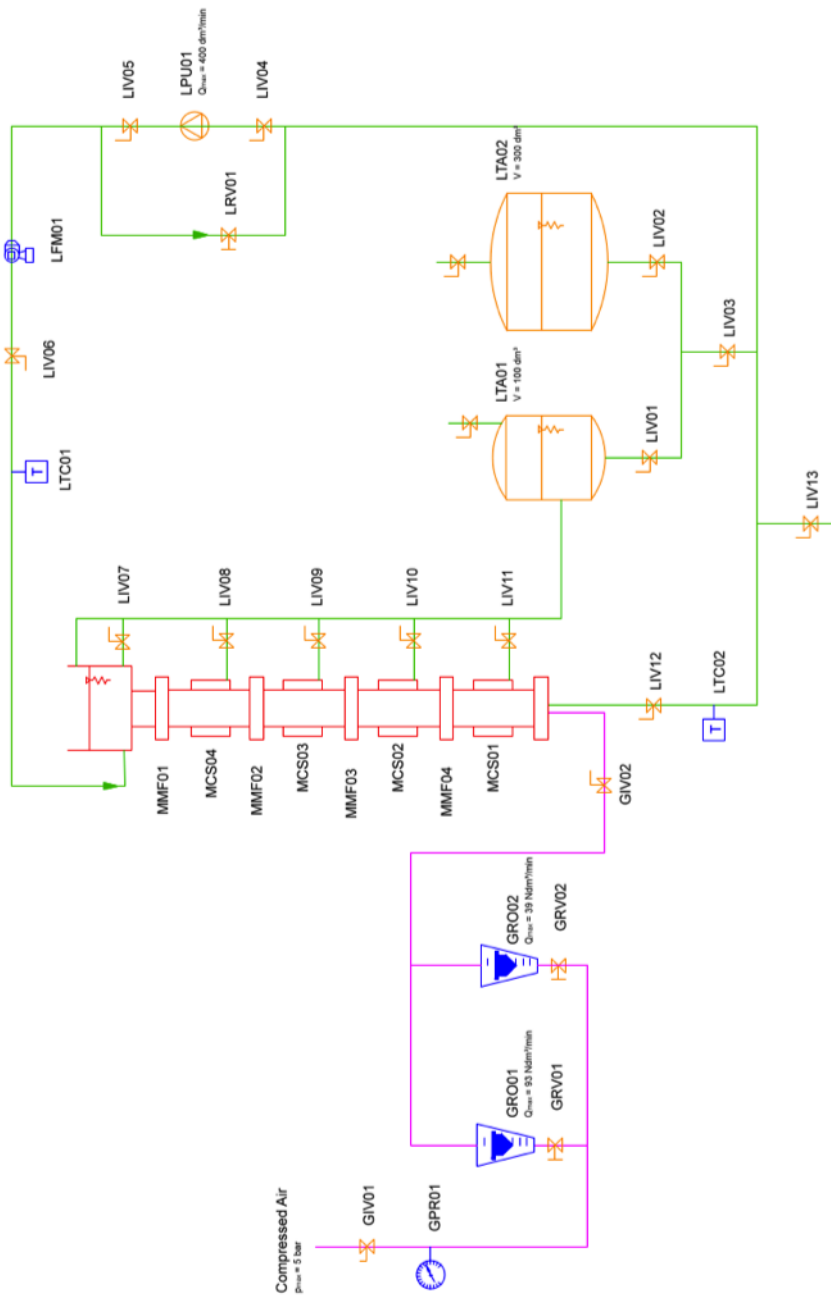 LIV05
LPU01
Qmax = 400 dm³/min
LIV04
LRV01
LFM01
LIV06
LTC01
T
LTA02
V = 300 dm³
LIV02
LTA01
V = 100 dm³
LIV01
LIV03
LIV13
LIV07
LIV08
LIV09
LIV10
LIV11
LIV12
LTC02
T
MMF01
MCS04
MMF02
MCS03
MMF03
MCS02
MMF04
MCS01
GIV02
GRO02
Qmax = 39 Ndm³/min
GRV02
GRO01
Qmax = 93 Ndm³/min
GRV01
Compressed Air
pmax = 5 bar
GIV01
GPR01